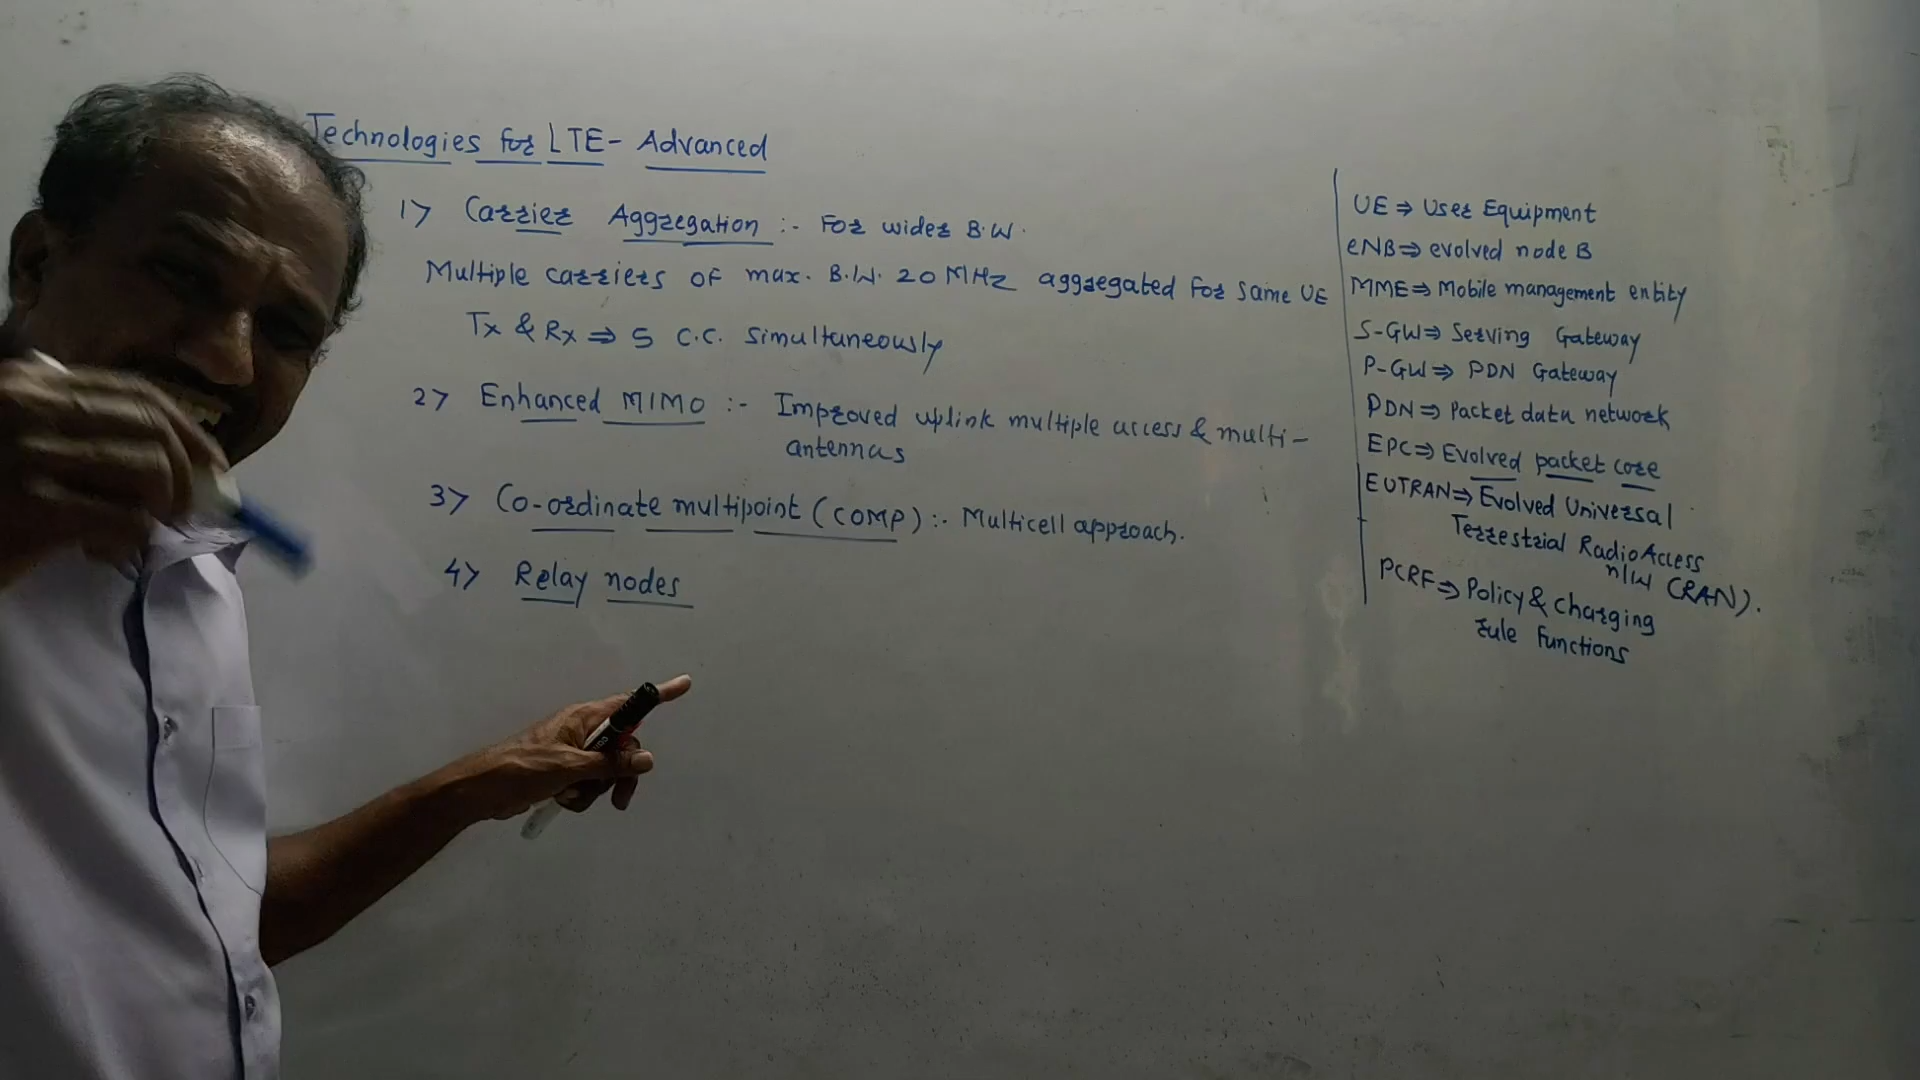 Technologies for LTE- Advanced
1> Carrier Aggregation :- For wider B.W.
Multiple carriers of max. B.W. 20 MHz aggregated for same UE
Tx & Rx ⇒ 5 C.C. simultaneously
2> Enhanced MIMO :- Improved uplink multiple access & multi-
antennas
3> Co-ordinate multipoint (COMP) :- Multicell approach.
4> Relay nodes
UE ⇒ User Equipment
eNB ⇒ evolved node B
MME ⇒ Mobile management entity
S-GW ⇒ Serving Gateway
P-GW ⇒ PDN Gateway
PDN ⇒ Packet data network
EPC ⇒ Evolved packet core
EUTRAN ⇒ Evolved Universal
Terrestrial Radio Access
n/w (RAN).
PCRF ⇒ Policy & charging
rule functions